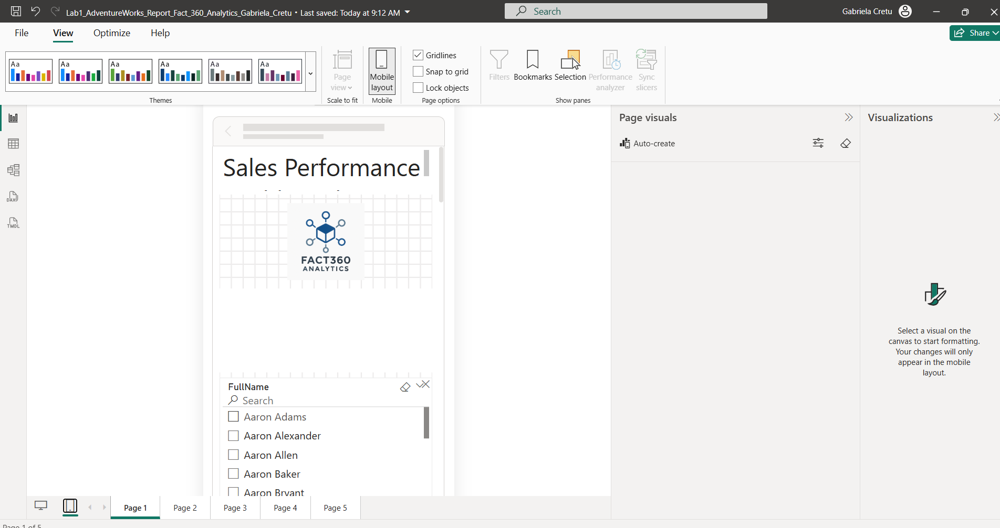 Lab1_AdventureWorks_Report_Fact_360_Analytics_Gabriela_Cretu • Last saved: Today at 9:12 AM
Search
Gabriela Cretu
File
View
Optimize
Help
Share
Aa
Aa
Aa
Aa
Aa
Aa
Themes
Page view
Scale to fit
Mobile layout
Mobile
Gridlines
Snap to grid
Lock objects
Page options
Filters
Bookmarks
Selection
Performance analyzer
Sync slicers
Show panes
DAX
TMDL
Sales Performance
FACT360
ANALYTICS
FullName
Search
Aaron Adams
Aaron Alexander
Aaron Allen
Aaron Baker
Aaron Bryant
Page visuals
Auto-create
Visualizations
Select a visual on the
canvas to start formatting.
Your changes will only
appear in the mobile
layout.
Page 1
Page 2
Page 3
Page 4
Page 5
Page 1 of 5